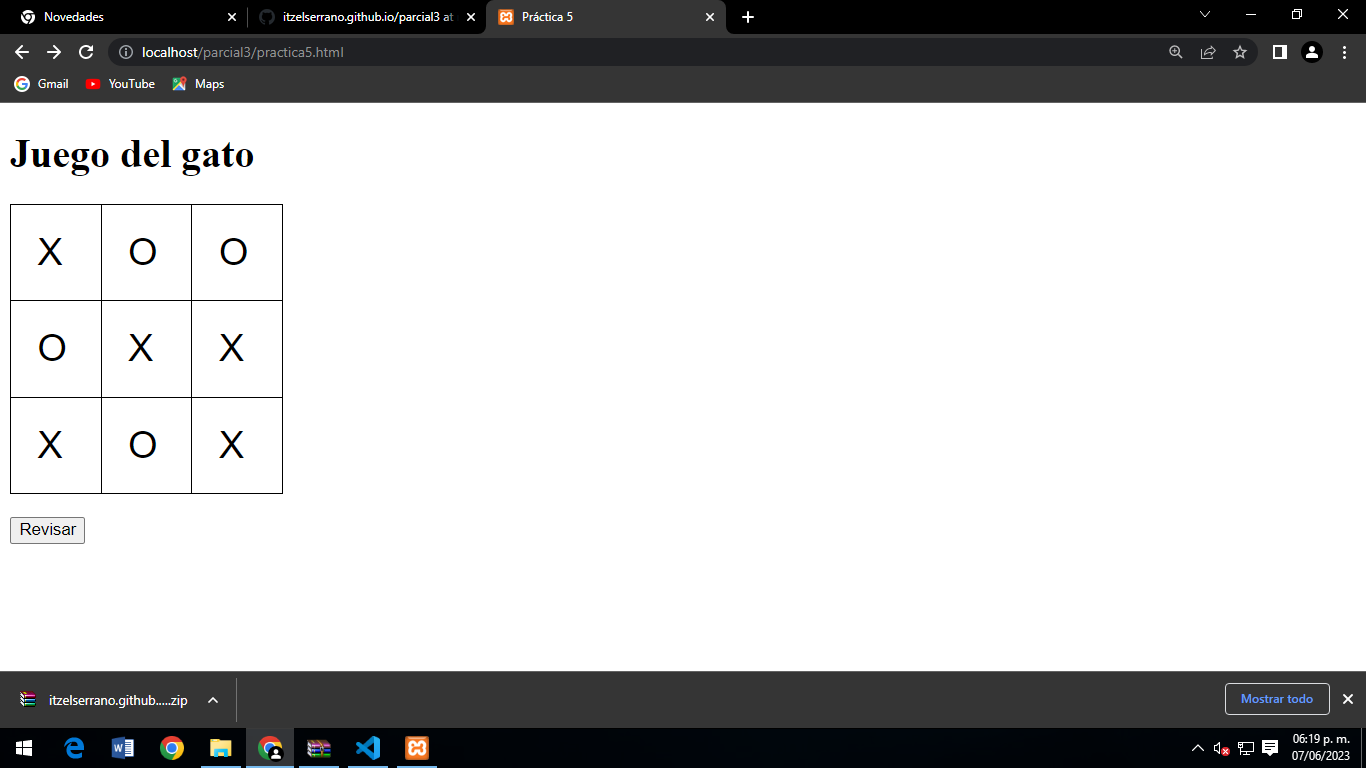 Novedades
itzelserrano.github.io/parcial3 at
Práctica 5
localhost/parcial3/practica5.html
Gmail YouTube Maps
Juego del gato
X O O
O X X
X O X
Revisar
itzelserrano.github.....zip
Mostrar todo
06:19 p. m.
07/06/2023